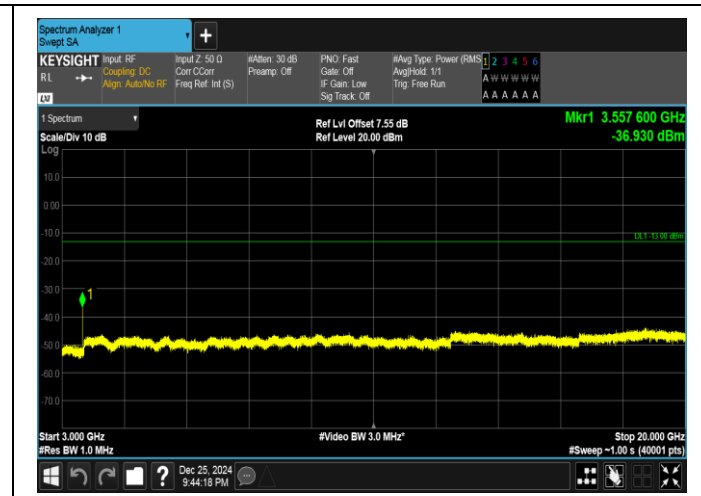 Spectrum Analyzer 1
Swept SA
KEYSIGHT Input: RF Input Z: 50 Ω #Atten: 30 dB PNO: Fast #Avg Type: Power (RMS 1 2 3 4 5 6
RL Coupling: DC Corr CCorr Preamp: Off Gate: Off Avg|Hold: 1/1 A W W W W W
Align: Auto/No RF Freq Ref: Int (S) IF Gain: Low Trig: Free Run
LXI Sig Track: Off A A A A A A
1 Spectrum Ref Lvl Offset 7.55 dB Mkr1 3.557 600 GHz
Scale/Div 10 dB Ref Level 20.00 dBm -36.930 dBm
Log
10.0
0.00
-10.0
DL1 -13.00 dBm
-20.0
-30.0
1
-40.0
-50.0
-60.0
-70.0
Start 3.000 GHz #Video BW 3.0 MHz* Stop 20.000 GHz
#Res BW 1.0 MHz #Sweep ~1.00 s (40001 pts)
? Dec 25, 2024
9:44:18 PM